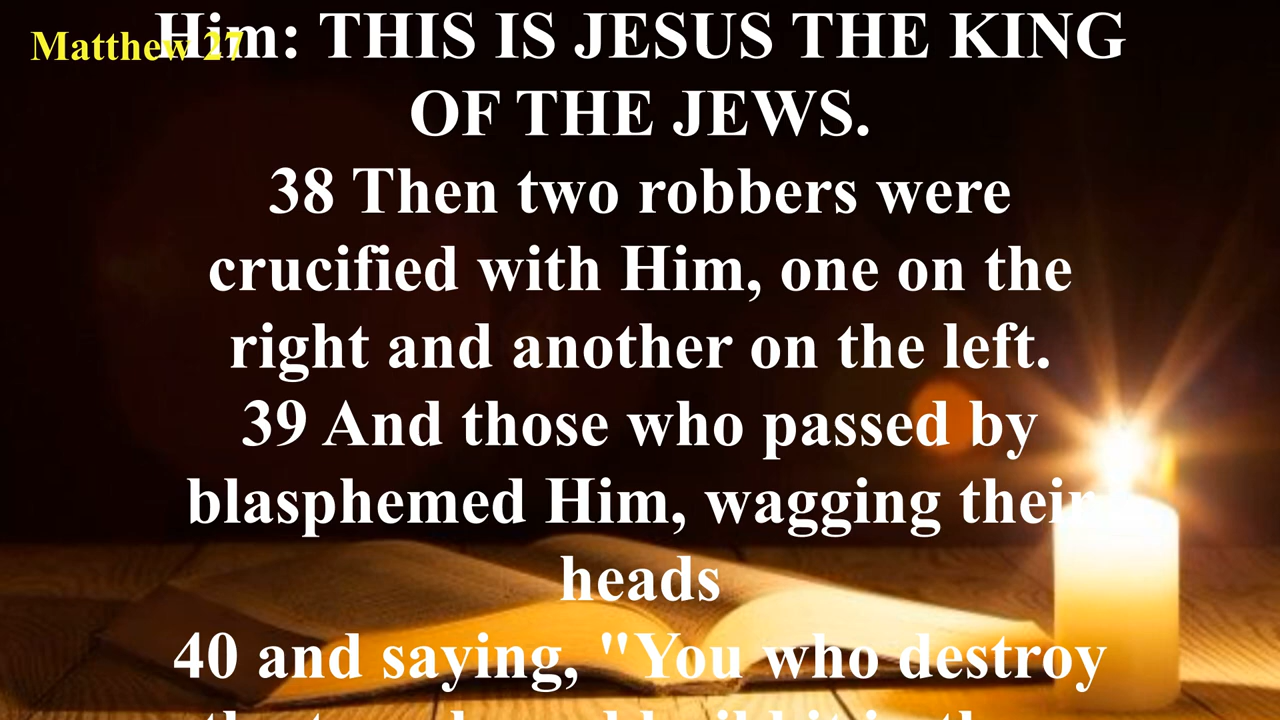 Matthew 27
Him: THIS IS JESUS THE KING
OF THE JEWS.
38 Then two robbers were
crucified with Him, one on the
right and another on the left.
39 And those who passed by
blasphemed Him, wagging their
heads
40 and saying, "You who destroy